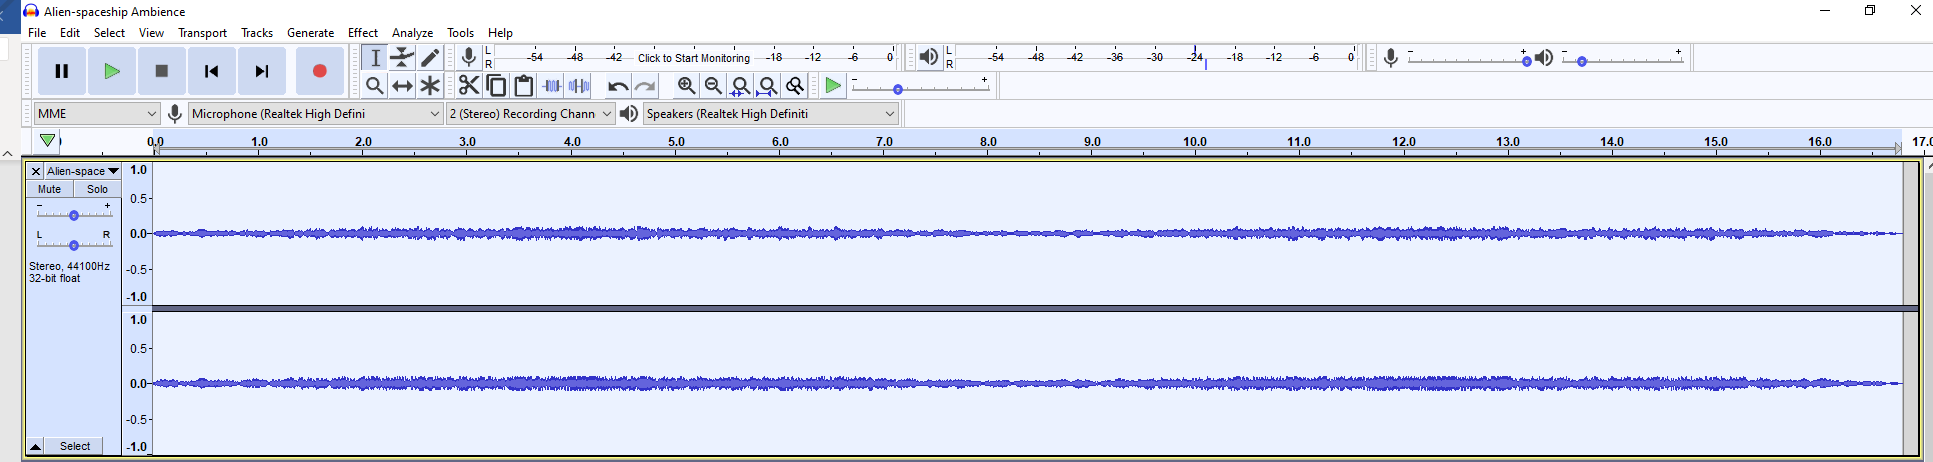 Alien-spaceship Ambience
File Edit Select View Transport Tracks Generate Effect Analyze Tools Help
L R -54 -48 -42 Click to Start Monitoring -18 -12 -6 0
L R -54 -48 -42 -36 -30 -24 -18 -12 -6 0
MME Microphone (Realtek High Defini 2 (Stereo) Recording Chann Speakers (Realtek High Definiti
0.0 1.0 2.0 3.0 4.0 5.0 6.0 7.0 8.0 9.0 10.0 11.0 12.0 13.0 14.0 15.0 16.0 17.0
Alien-space
Mute Solo
L R
Stereo, 44100Hz
32-bit float
Select
1.0
0.5
0.0
-0.5
-1.0
1.0
0.5
0.0
-0.5
-1.0